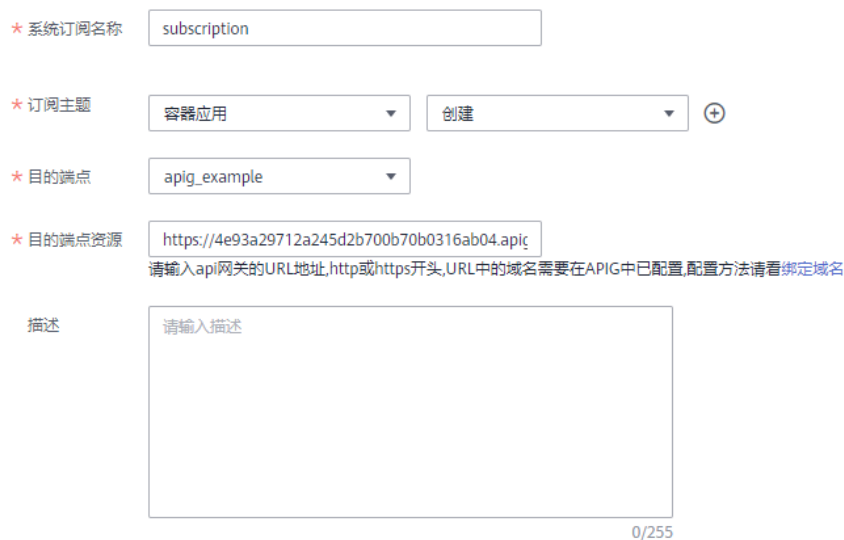 * 系统订阅名称 subscription
* 订阅主题 容器应用 创建
* 目的端点 apig_example
* 目的端点资源 https://4e93a29712a245d2b700b70b0316ab04.apig
请输入api网关的URL地址,http或https开头,URL中的域名需要在APIG中已配置,配置方法请看绑定域名
描述 请输入描述
0/255